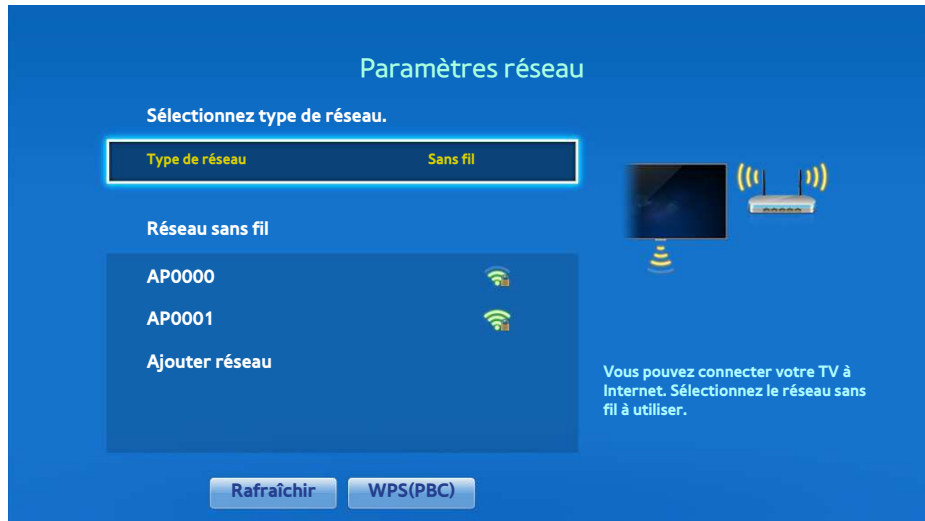 Paramètres réseau
Sélectionnez type de réseau.
Type de réseau Sans fil
Réseau sans fil
AP0000
AP0001
Ajouter réseau
Vous pouvez connecter votre TV à
Internet. Sélectionnez le réseau sans
fil à utiliser.
Rafraîchir WPS(PBC)